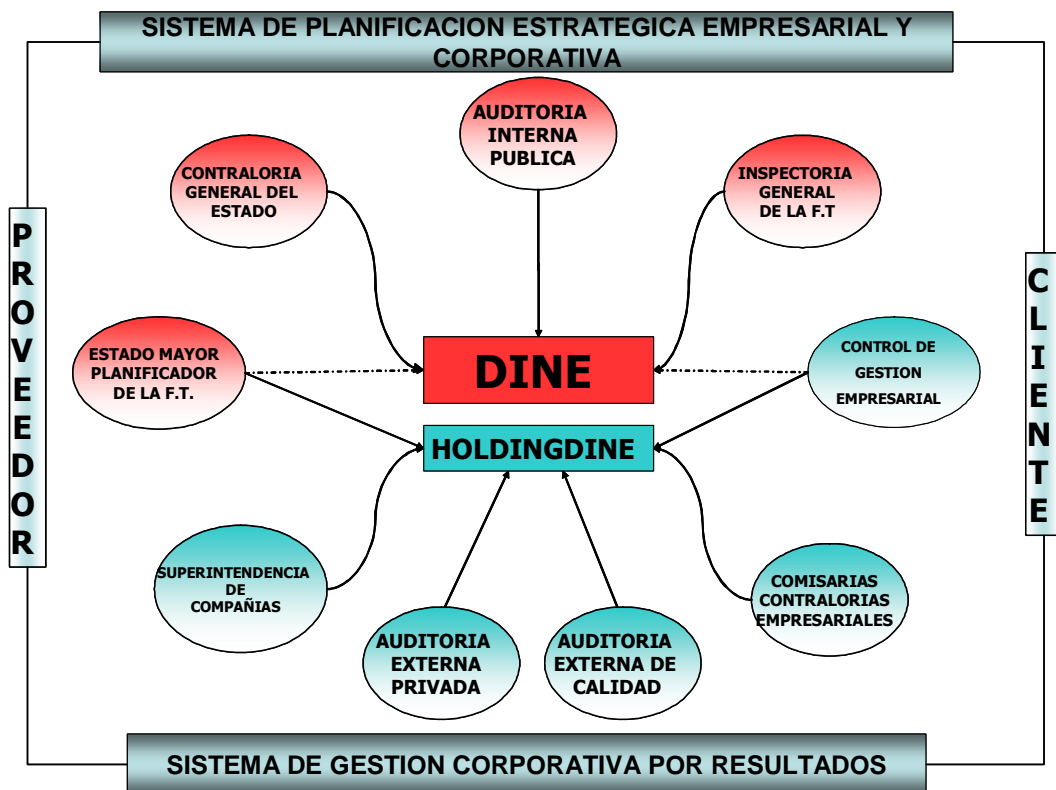 SISTEMA DE PLANIFICACION ESTRATEGICA EMPRESARIAL Y
CORPORATIVA
AUDITORIA
INTERNA
PUBLICA
CONTRALORIA
GENERAL DEL
ESTADO
INSPECTORIA
GENERAL
DE LA F.T
PROVEEDOR
CLIENTE
ESTADO MAYOR
PLANIFICADOR
DE LA F.T.
DINE
CONTROL DE
GESTION
EMPRESARIAL
HOLDINGDINE
SUPERINTENDENCIA
DE
COMPAÑIAS
COMISARIAS
CONTRALORIAS
EMPRESARIALES
AUDITORIA
EXTERNA
PRIVADA
AUDITORIA
EXTERNA DE
CALIDAD
SISTEMA DE GESTION CORPORATIVA POR RESULTADOS